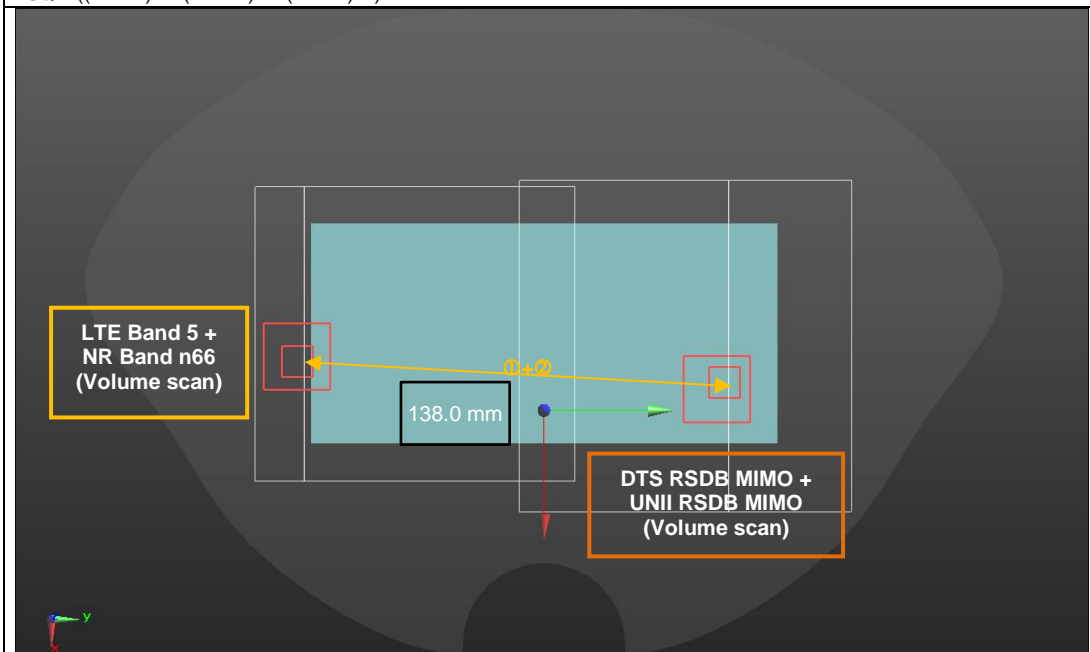 LTE Band 5 +
NR Band n66
(Volume scan)
①+②
138.0 mm
DTS RSDB MIMO +
UNII RSDB MIMO
(Volume scan)
y
x